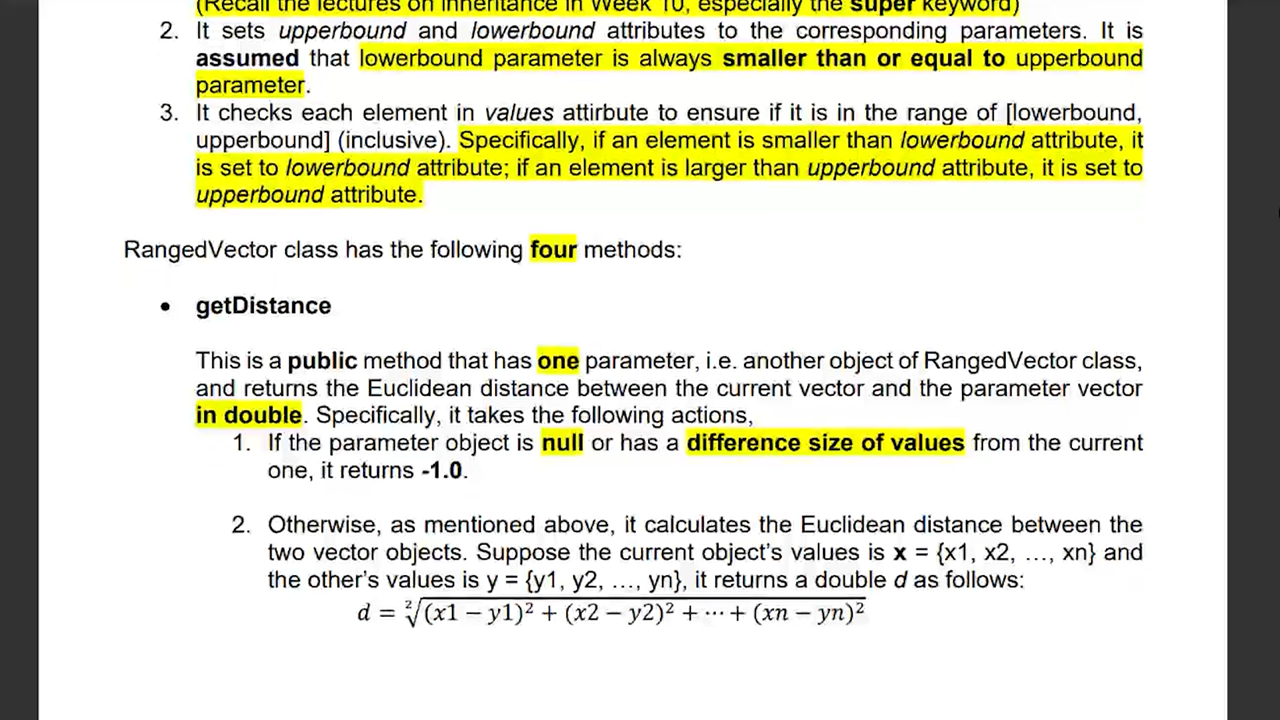 (Recall the lectures on inheritance in Week 10, especially the super keyword)
2. It sets upperbound and lowerbound attributes to the corresponding parameters. It is
assumed that lowerbound parameter is always smaller than or equal to upperbound
parameter.
3. It checks each element in values attirbute to ensure if it is in the range of [lowerbound,
upperbound] (inclusive). Specifically, if an element is smaller than lowerbound attribute, it
is set to lowerbound attribute; if an element is larger than upperbound attribute, it is set to
upperbound attribute.
RangedVector class has the following four methods:
• getDistance
This is a public method that has one parameter, i.e. another object of RangedVector class,
and returns the Euclidean distance between the current vector and the parameter vector
in double. Specifically, it takes the following actions,
1. If the parameter object is null or has a difference size of values from the current
one, it returns -1.0.
2. Otherwise, as mentioned above, it calculates the Euclidean distance between the
two vector objects. Suppose the current object's values is x = {x1, x2, …, xn} and
the other's values is y = {y1, y2, …, yn}, it returns a double d as follows:
d = ²√(x1 − y1)² + (x2 − y2)² + ⋯ + (xn − yn)²